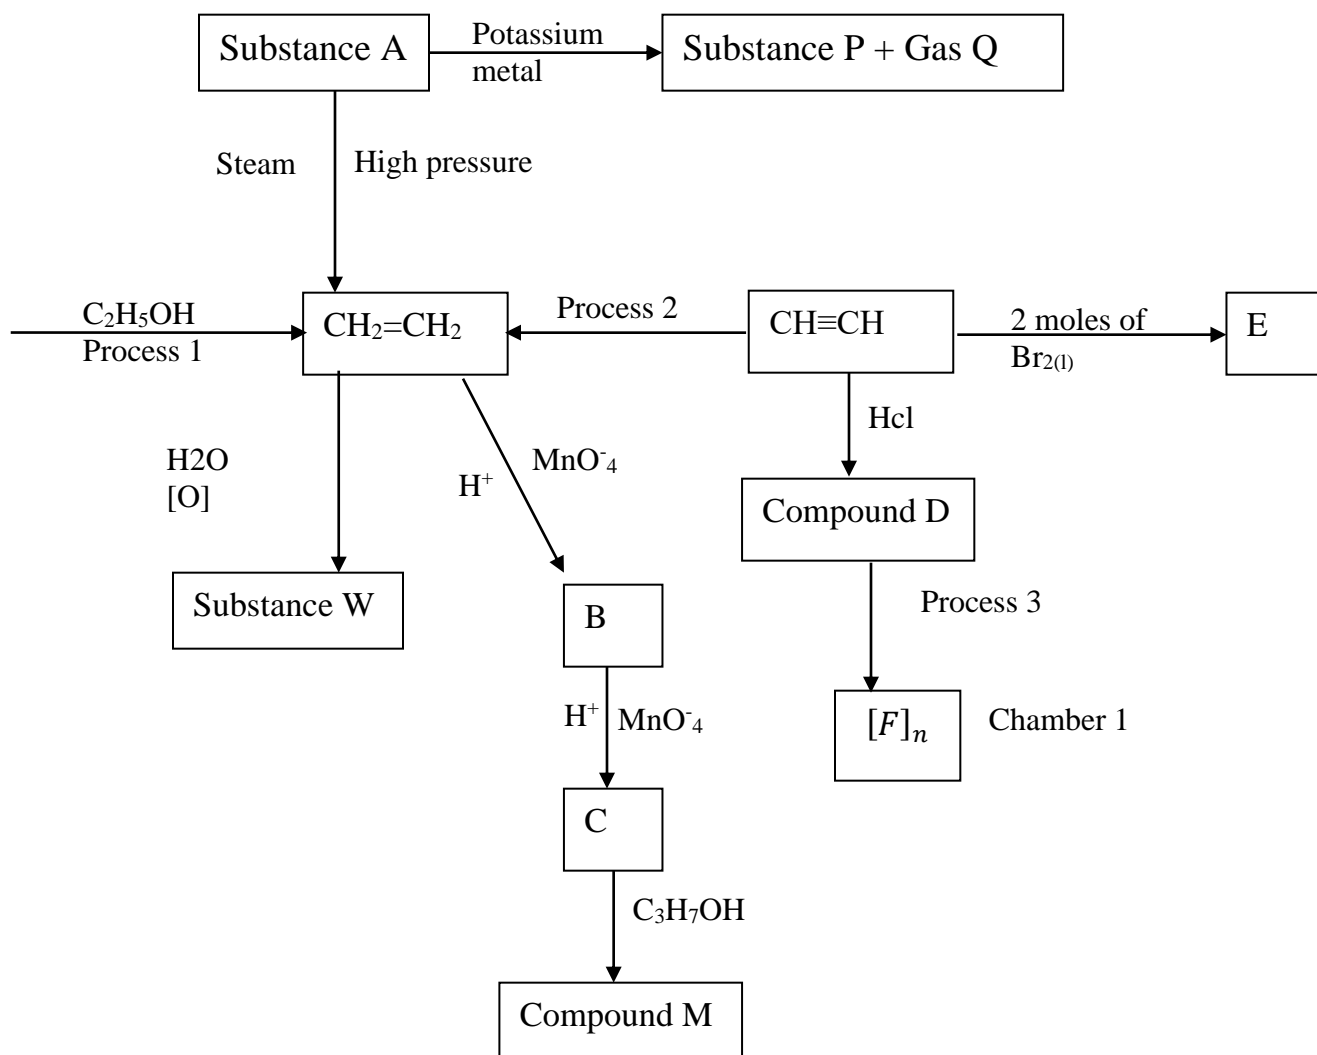 Substance A
Potassium
metal
Substance P + Gas Q
Steam
High pressure
C₂H₅OH
Process 1
CH₂=CH₂
Process 2
CH≡CH
2 moles of
Br₂₍ₗ₎
E
H2O
[O]
H⁺
MnO⁻₄
Hcl
Compound D
Substance W
B
Process 3
H⁺
MnO⁻₄
[F]ₙ
Chamber 1
C
C₃H₇OH
Compound M